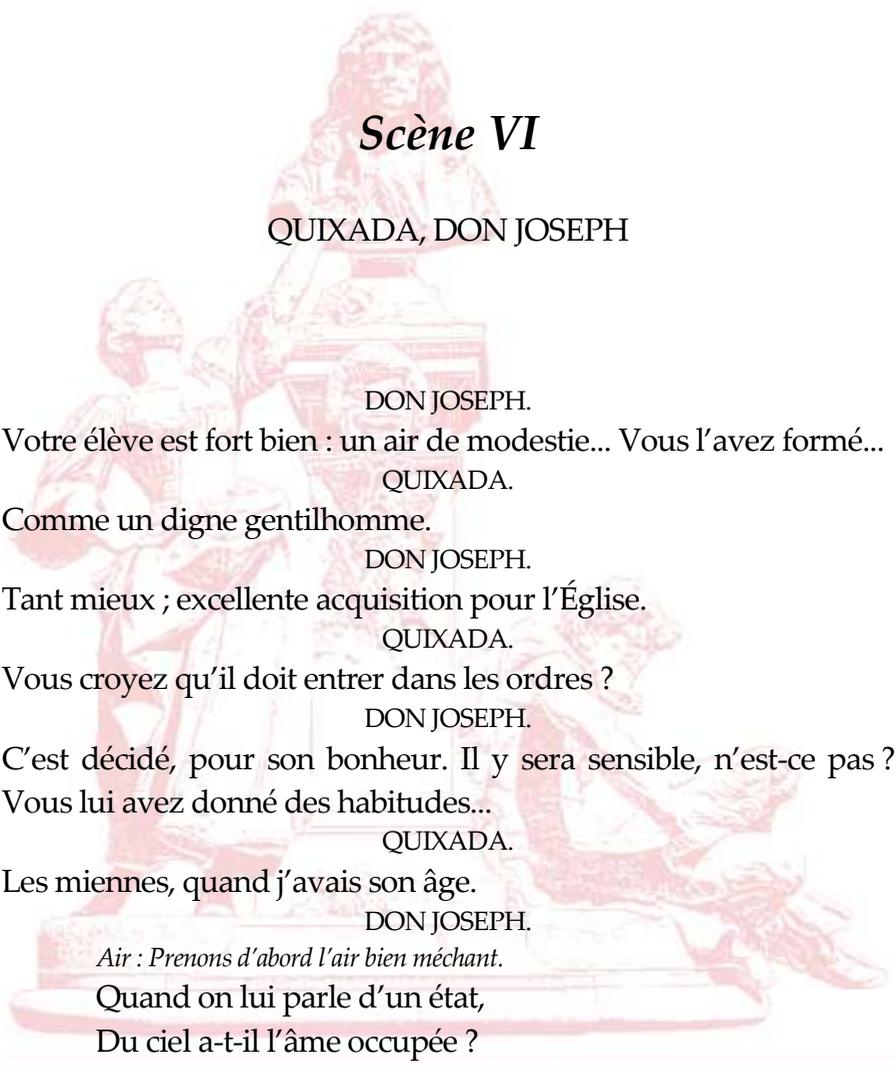 Scène VI
QUIXADA, DON JOSEPH
DON JOSEPH.
Votre élève est fort bien : un air de modestie... Vous l’avez formé...
QUIXADA.
Comme un digne gentilhomme.
DON JOSEPH.
Tant mieux ; excellente acquisition pour l’Église.
QUIXADA.
Vous croyez qu’il doit entrer dans les ordres ?
DON JOSEPH.
C’est décidé, pour son bonheur. Il y sera sensible, n’est-ce pas ?
Vous lui avez donné des habitudes...
QUIXADA.
Les miennes, quand j’avais son âge.
DON JOSEPH.
Air : Prenons d’abord l’air bien méchant.
Quand on lui parle d’un état,
Du ciel a-t-il l’âme occupée ?